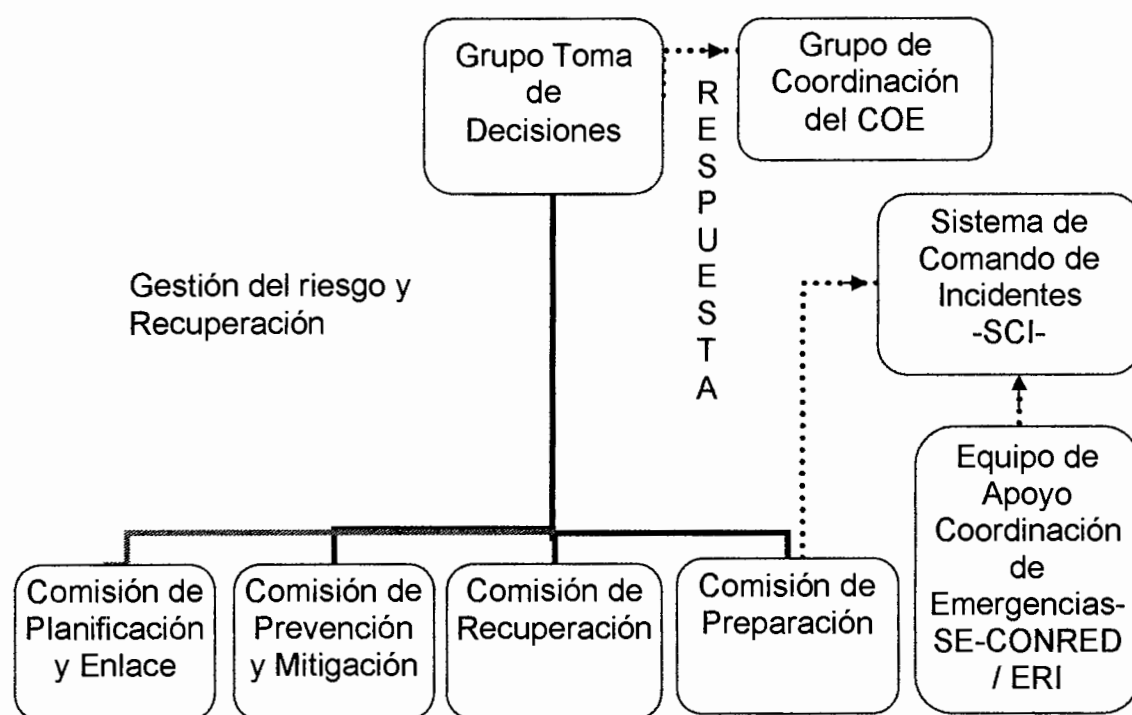 Grupo Toma
de
Decisiones
Grupo de
Coordinación
del COE
R
E
S
P
U
E
S
T
A
Sistema de
Comando de
Incidentes
-SCI-
Gestión del riesgo y
Recuperación
Equipo de
Apoyo
Coordinación
de
Emergencias-
SE-CONRED
/ ERI
Comisión de
Planificación
y Enlace
Comisión de
Prevención
y Mitigación
Comisión de
Recuperación
Comisión de
Preparación